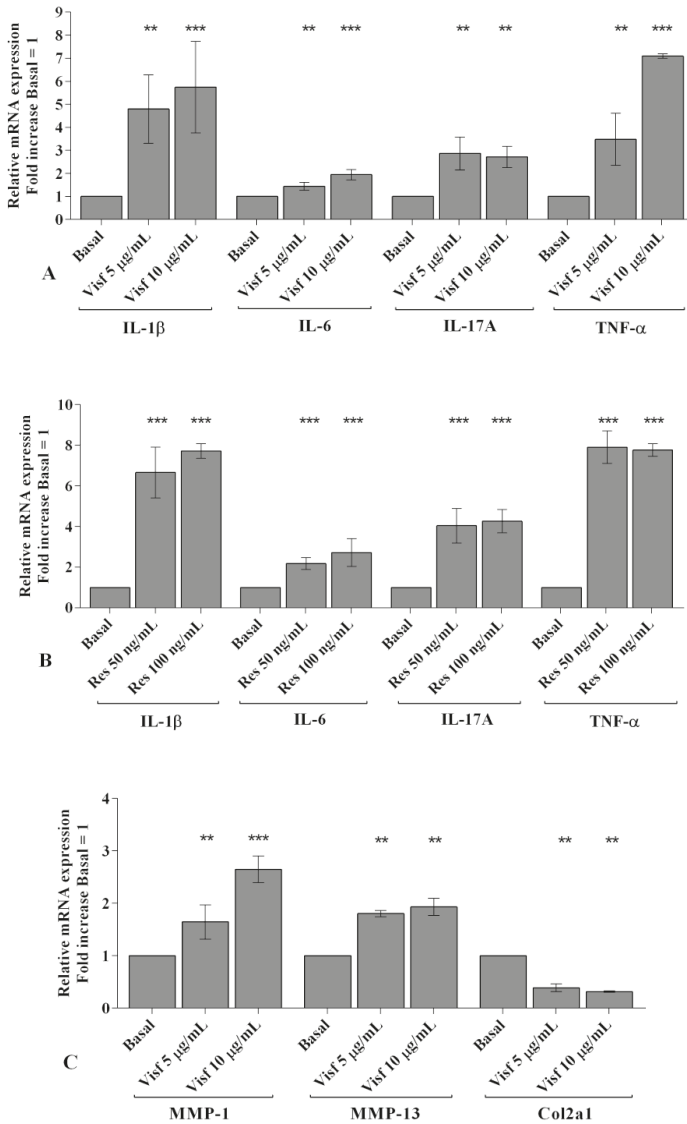 Relative mRNA expression
Fold increase Basal = 1
9
8
7
6
5
4
3
2
1
0
** *** ** *** ** ** ** ***
Basal Visf 5 µg/mL Visf 10 µg/mL Basal Visf 5 µg/mL Visf 10 µg/mL Basal Visf 5 µg/mL Visf 10 µg/mL Basal Visf 5 µg/mL Visf 10 µg/mL
A
IL-1β IL-6 IL-17A TNF-α
Relative mRNA expression
Fold increase Basal = 1
10
8
6
4
2
0
*** *** *** *** *** *** *** ***
Basal Res 50 ng/mL Res 100 ng/mL Basal Res 50 ng/mL Res 100 ng/mL Basal Res 50 ng/mL Res 100 ng/mL Basal Res 50 ng/mL Res 100 ng/mL
B
IL-1β IL-6 IL-17A TNF-α
Relative mRNA expression
Fold increase Basal = 1
4
3
2
1
0
** *** ** ** ** **
Basal Visf 5 µg/mL Visf 10 µg/mL Basal Visf 5 µg/mL Visf 10 µg/mL Basal Visf 5 µg/mL Visf 10 µg/mL
C
MMP-1 MMP-13 Col2a1